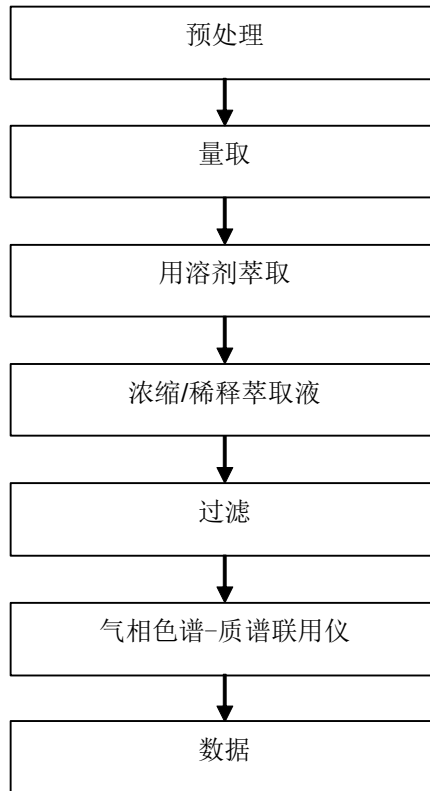 预处理
量取
用溶剂萃取
浓缩/稀释萃取液
过滤
气相色谱-质谱联用仪
数据